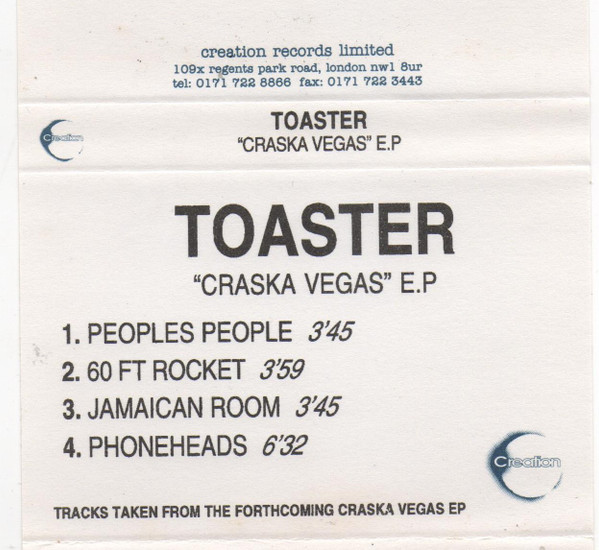 creation records limited
109x regents park road, london nw1 8ur
tel: 0171 722 8866 fax: 0171 722 3443
Creation
TOASTER
"CRASKA VEGAS" E.P
TOASTER
"CRASKA VEGAS" E.P
1. PEOPLES PEOPLE 3'45
2. 60 FT ROCKET 3'59
3. JAMAICAN ROOM 3'45
4. PHONEHEADS 6'32
Creation
TRACKS TAKEN FROM THE FORTHCOMING CRASKA VEGAS EP